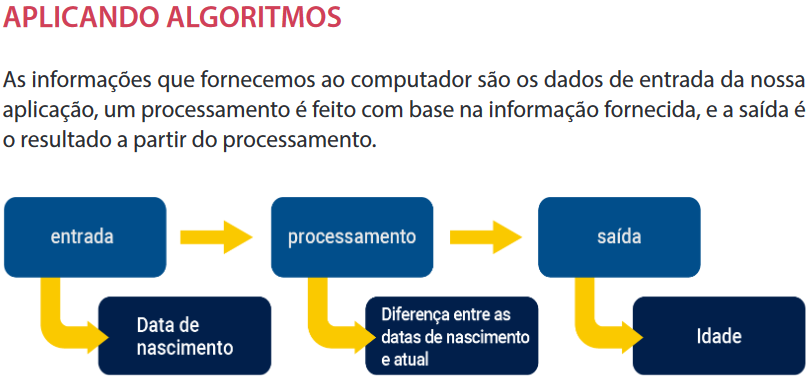 APLICANDO ALGORITMOS
As informações que fornecemos ao computador são os dados de entrada da nossa
aplicação, um processamento é feito com base na informação fornecida, e a saída é
o resultado a partir do processamento.
entrada
processamento
saída
Data de
nascimento
Diferença entre as
datas de nascimento
e atual
Idade